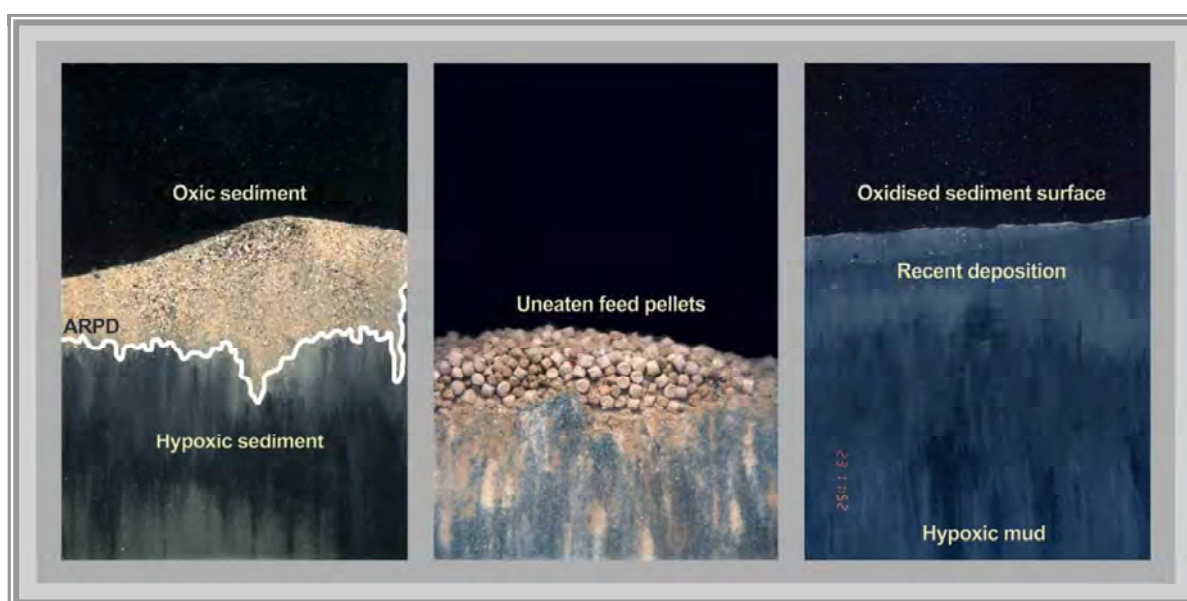 Oxic sediment
ARPD
Hypoxic sediment
Uneaten feed pellets
Oxidised sediment surface
Recent deposition
Hypoxic mud